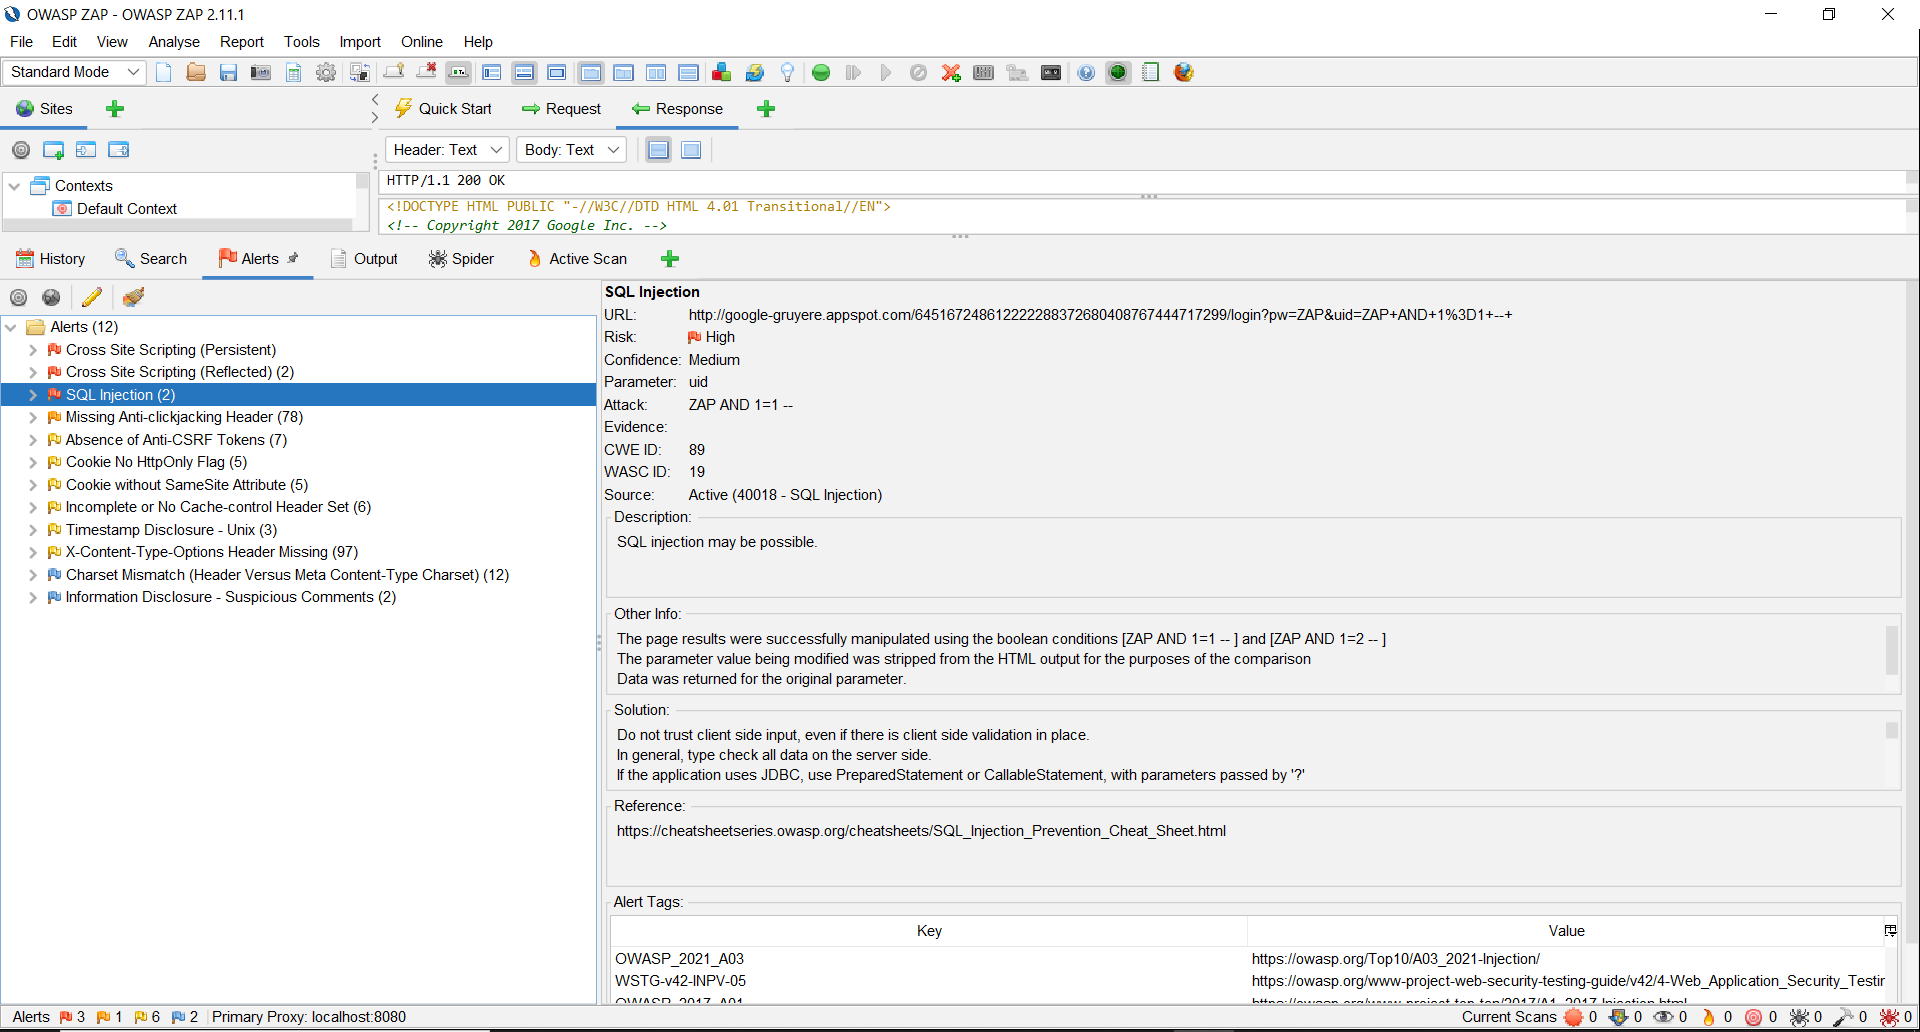 OWASP ZAP - OWASP ZAP 2.11.1
File Edit View Analyse Report Tools Import Online Help
Standard Mode
Sites
Quick Start Request Response
Header: Text Body: Text
Contexts
Default Context
HTTP/1.1 200 OK
<!DOCTYPE HTML PUBLIC "-//W3C//DTD HTML 4.01 Transitional//EN">
<!-- Copyright 2017 Google Inc. -->
History Search Alerts Output Spider Active Scan
Alerts (12)
Cross Site Scripting (Persistent)
Cross Site Scripting (Reflected) (2)
SQL Injection (2)
Missing Anti-clickjacking Header (78)
Absence of Anti-CSRF Tokens (7)
Cookie No HttpOnly Flag (5)
Cookie without SameSite Attribute (5)
Incomplete or No Cache-control Header Set (6)
Timestamp Disclosure - Unix (3)
X-Content-Type-Options Header Missing (97)
Charset Mismatch (Header Versus Meta Content-Type Charset) (12)
Information Disclosure - Suspicious Comments (2)
SQL Injection
URL: http://google-gruyere.appspot.com/645167248612222288372680408767444717299/login?pw=ZAP&uid=ZAP+AND+1%3D1+--+
Risk: High
Confidence: Medium
Parameter: uid
Attack: ZAP AND 1=1 --
Evidence:
CWE ID: 89
WASC ID: 19
Source: Active (40018 - SQL Injection)
Description:
SQL injection may be possible.
Other Info:
The page results were successfully manipulated using the boolean conditions [ZAP AND 1=1 -- ] and [ZAP AND 1=2 -- ]
The parameter value being modified was stripped from the HTML output for the purposes of the comparison
Data was returned for the original parameter.
Solution:
Do not trust client side input, even if there is client side validation in place.
In general, type check all data on the server side.
If the application uses JDBC, use PreparedStatement or CallableStatement, with parameters passed by '?'
Reference:
https://cheatsheetseries.owasp.org/cheatsheets/SQL_Injection_Prevention_Cheat_Sheet.html
Alert Tags:
Key Value
OWASP_2021_A03 https://owasp.org/Top10/A03_2021-Injection/
WSTG-v42-INPV-05 https://owasp.org/www-project-web-security-testing-guide/v42/4-Web_Application_Security_Testir
OWASP_2017_A01 https://owasp.org/www-project-top-ten/2017/A1_2017-Injection.html
Alerts 3 1 6 2 Primary Proxy: localhost:8080 Current Scans 0 0 0 0 0 0 0 0